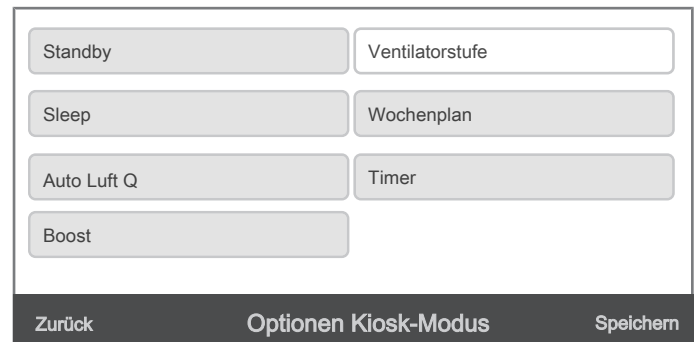 Standby
Ventilatorstufe
Sleep
Wochenplan
Auto Luft Q
Timer
Boost
Zurück
Optionen Kiosk-Modus
Speichern